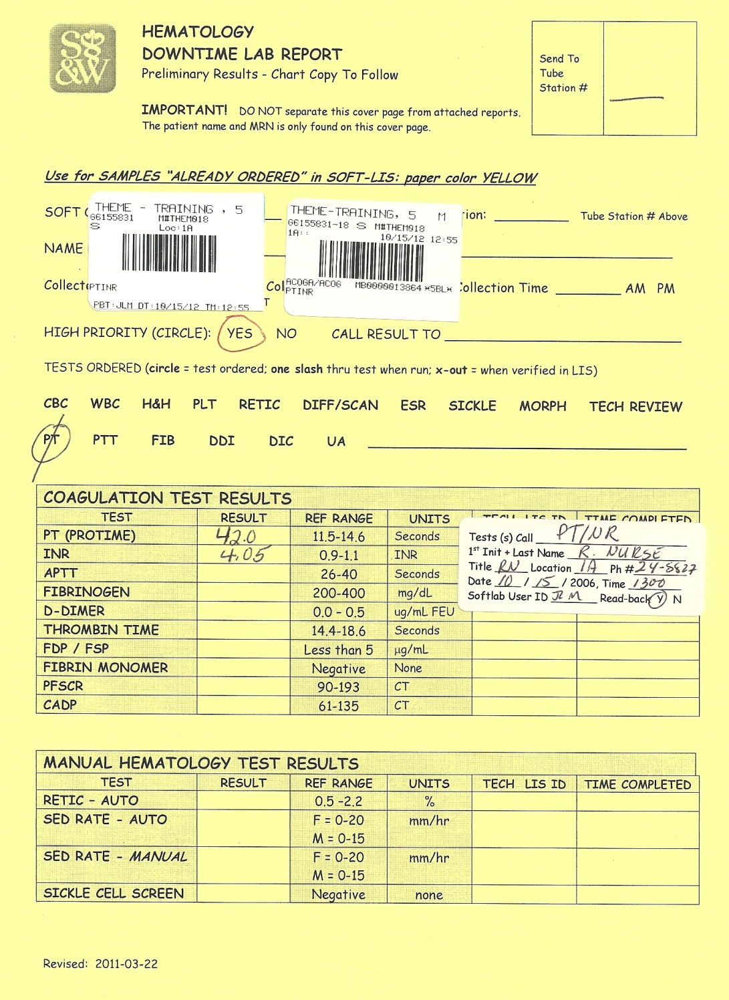 S&W
HEMATOLOGY
DOWNTIME LAB REPORT
Preliminary Results - Chart Copy To Follow
Send To
Tube
Station #
IMPORTANT! DO NOT separate this cover page from attached reports.
The patient name and MRN is only found on this cover page.
Use for SAMPLES "ALREADY ORDERED" in SOFT-LIS: paper color YELLOW
SOFT
THEME - TRAINING , 5
G6155831 M#THEM018
S Loc:1A
PTINR
PBT:JLM DT:10/15/12 TM:12:55
THEME-TRAINING, 5 M
G6155831-18 S M#THEM018
1A::
10/15/12 12:55
ACOGA/ACOG MB0000013864 *5BL*
PTINR
tion: Tube Station # Above
NAME
Collect Col Collection Time AM PM
T
HIGH PRIORITY (CIRCLE): YES NO CALL RESULT TO
TESTS ORDERED (circle = test ordered; one slash thru test when run; x-out = when verified in LIS)
CBC WBC H&H PLT RETIC DIFF/SCAN ESR SICKLE MORPH TECH REVIEW
PT PTT FIB DDI DIC UA
COAGULATION TEST RESULTS
TEST RESULT REF RANGE UNITS TECH LIS ID TIME COMPLETED
PT (PROTIME) 42.0 11.5-14.6 Seconds
INR 4.05 0.9-1.1 INR
APTT 26-40 Seconds
FIBRINOGEN 200-400 mg/dL
D-DIMER 0.0 - 0.5 ug/mL FEU
THROMBIN TIME 14.4-18.6 Seconds
FDP / FSP Less than 5 µg/mL
FIBRIN MONOMER Negative None
PFSCR 90-193 CT
CADP 61-135 CT
Tests (s) Call PT/NR
1st Init + Last Name R. NURSE
Title RN Location 1A Ph # 24-5827
Date 10 / 15 / 2006, Time 1300
Softlab User ID JLM Read-back Y N
MANUAL HEMATOLOGY TEST RESULTS
TEST RESULT REF RANGE UNITS TECH LIS ID TIME COMPLETED
RETIC - AUTO 0.5 -2.2 %
SED RATE - AUTO F = 0-20 mm/hr
M = 0-15
SED RATE - MANUAL F = 0-20 mm/hr
M = 0-15
SICKLE CELL SCREEN Negative none
Revised: 2011-03-22